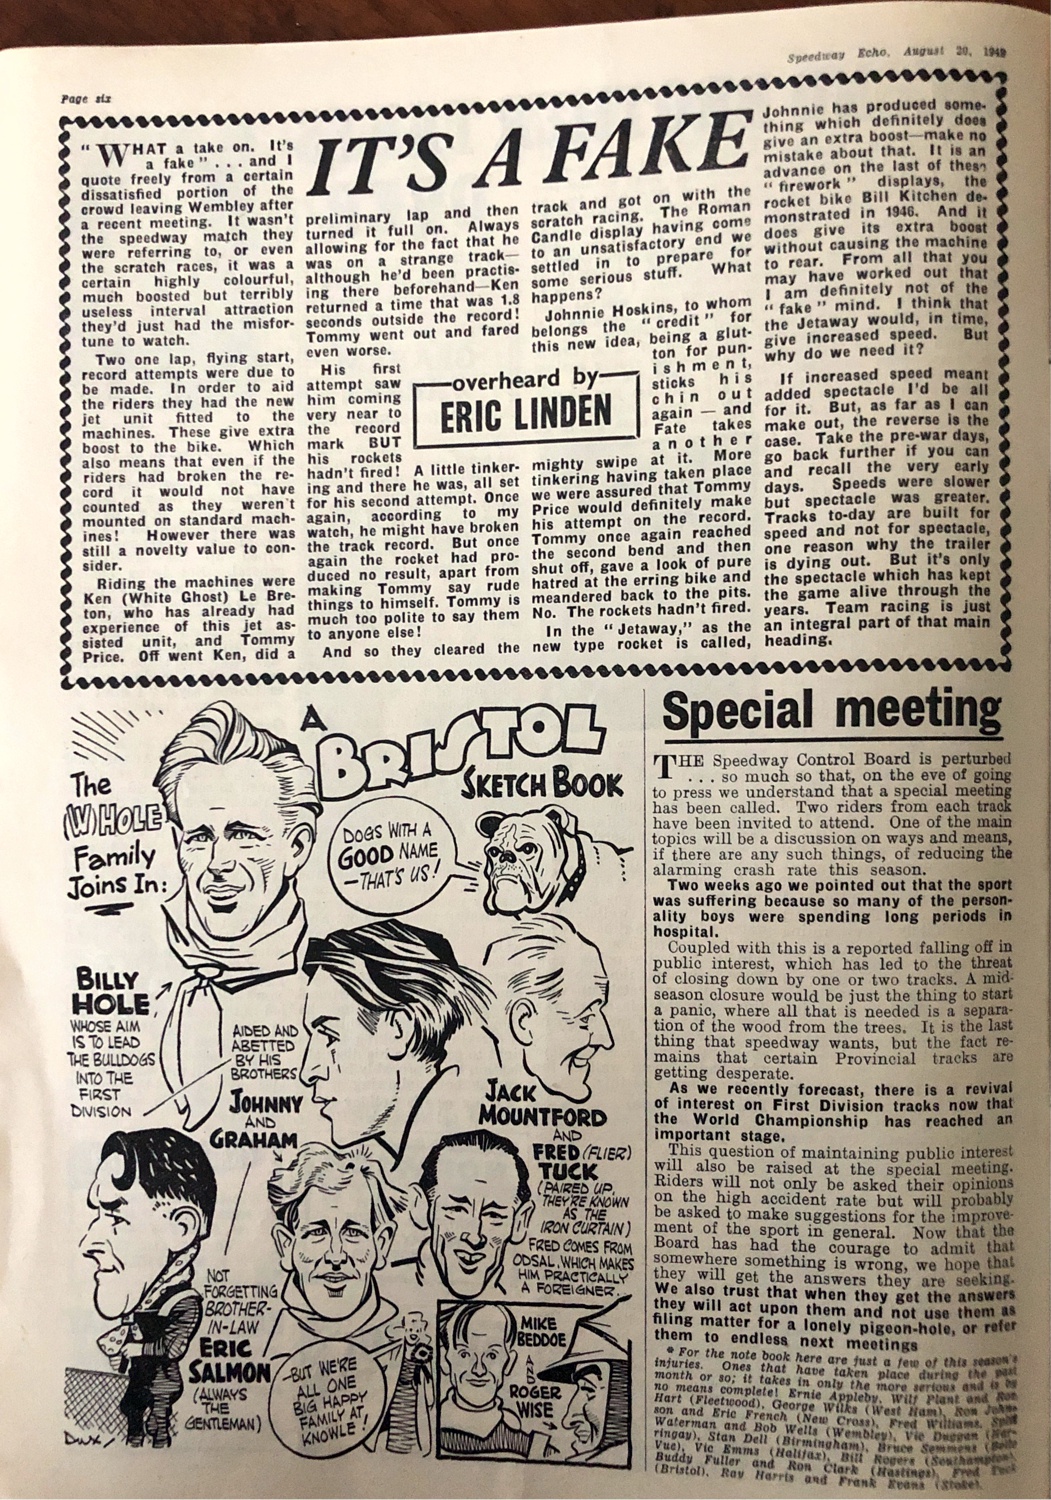 Speedway Echo, August 20, 1949
Page six
IT'S A FAKE
"WHAT a take on. It's
a fake" . . . and I
quote freely from a certain
dissatisfied portion of the
crowd leaving Wembley after
a recent meeting. It wasn't
the speedway match they
were referring to, or even
the scratch races, it was a
certain highly colourful,
much boosted but terribly
useless interval attraction
they'd just had the misfor-
tune to watch.
Two one lap, flying start,
record attempts were due to
be made. In order to aid
the riders they had the new
jet unit fitted to the
machines. These give extra
boost to the bike. Which
also means that even if the
riders had broken the re-
cord it would not have
counted as they weren't
mounted on standard mach-
ines! However there was
still a novelty value to con-
sider.
Riding the machines were
Ken (White Ghost) Le Bre-
ton, who has already had
experience of this jet as-
sisted unit, and Tommy
Price. Off went Ken, did a
preliminary lap and then
turned it full on. Always
allowing for the fact that he
was on a strange track—
although he'd been practis-
ing there beforehand—Ken
returned a time that was 1.8
seconds outside the record!
Tommy went out and fared
even worse.
His first
attempt saw
him coming
very near to
the record
mark BUT
his rockets
hadn't fired! A little tinker-
ing and there he was, all set
for his second attempt. Once
again, according to my
watch, he might have broken
the track record. But once
again the rocket had pro-
duced no result, apart from
making Tommy say rude
things to himself. Tommy is
much too polite to say them
to anyone else!
And so they cleared the
track and got on with the
scratch racing. The Roman
Candle display having come
to an unsatisfactory end we
settled in to prepare for
some serious stuff. What
happens?
Johnnie Hoskins, to whom
belongs the "credit" for
this new idea, being a glut-
ton for pun-
ishment,
sticks his
chin out
again — and
Fate takes
another
mighty swipe at it. More
tinkering having taken place
we were assured that Tommy
Price would definitely make
his attempt on the record.
Tommy once again reached
the second bend and then
shut off, gave a look of pure
hatred at the erring bike and
meandered back to the pits.
No. The rockets hadn't fired.
In the "Jetaway," as the
new type rocket is called,
overheard by
ERIC LINDEN
Johnnie has produced some-
thing which definitely does
give an extra boost—make no
mistake about that. It is an
advance on the last of these
"firework" displays, the
rocket bike Bill Kitchen de-
monstrated in 1946. And it
does give its extra boost
without causing the machine
to rear. From all that you
may have worked out that
I am definitely not of the
"fake" mind. I think that
the Jetaway would, in time,
give increased speed. But
why do we need it?
If increased speed meant
added spectacle I'd be all
for it. But, as far as I can
make out, the reverse is the
case. Take the pre-war days,
go back further if you can
and recall the very early
days. Speeds were slower
but spectacle was greater.
Tracks to-day are built for
speed and not for spectacle,
one reason why the trailer
is dying out. But it's only
the spectacle which has kept
the game alive through the
years. Team racing is just
an integral part of that main
heading.
A
BRISTOL
SKETCH BOOK
The
(W)HOLE
Family
Joins In:
DOGS WITH A
GOOD NAME
—THAT'S US!
BILLY
HOLE
WHOSE AIM
IS TO LEAD
THE BULLDOGS
INTO THE
FIRST
DIVISION
AIDED AND
ABETTED
BY HIS
BROTHERS
JOHNNY
AND
GRAHAM
JACK
MOUNTFORD
AND
FRED (FLIER)
TUCK
(PAIRED UP,
THEY'RE KNOWN
AS THE
IRON CURTAIN)
FRED COMES FROM
ODSAL, WHICH MAKES
HIM PRACTICALLY
A FOREIGNER.
NOT
FORGETTING
BROTHER-
IN-LAW
ERIC
SALMON
(ALWAYS
THE
GENTLEMAN)
—BUT WE'RE
ALL ONE
BIG HAPPY
FAMILY AT
KNOWLE!
MIKE
BEDDOE
AND
ROGER
WISE
Dwx!
Special meeting
THE Speedway Control Board is perturbed
. . . so much so that, on the eve of going
to press we understand that a special meeting
has been called. Two riders from each track
have been invited to attend. One of the main
topics will be a discussion on ways and means,
if there are any such things, of reducing the
alarming crash rate this season.
Two weeks ago we pointed out that the sport
was suffering because so many of the person-
ality boys were spending long periods in
hospital.
Coupled with this is a reported falling off in
public interest, which has led to the threat
of closing down by one or two tracks. A mid-
season closure would be just the thing to start
a panic, where all that is needed is a separa-
tion of the wood from the trees. It is the last
thing that speedway wants, but the fact re-
mains that certain Provincial tracks are
getting desperate.
As we recently forecast, there is a revival
of interest on First Division tracks now that
the World Championship has reached an
important stage.
This question of maintaining public interest
will also be raised at the special meeting.
Riders will not only be asked their opinions
on the high accident rate but will probably
be asked to make suggestions for the improve-
ment of the sport in general. Now that the
Board has had the courage to admit that
somewhere something is wrong, we hope that
they will get the answers they are seeking.
We also trust that when they get the answers
they will act upon them and not use them as
filing matter for a lonely pigeon-hole, or refer
them to endless next meetings
* For the note book here are just a few of this season's
injuries. Ones that have taken place during the past
month or so; it takes in only the more serious and is by
no means complete! Ernie Appleby, Wilf Plant and Ron
Hart (Fleetwood), George Wilks (West Ham), Ron John-
son and Eric French (New Cross), Fred Williams, Split
Waterman and Bob Wells (Wembley), Vic Duggan (Har-
ringay), Stan Dell (Birmingham), Bruce Semmens (Belle
Vue), Vic Emms (Halifax), Bill Rogers (Southampton),
Buddy Fuller and Ron Clark (Hastings), Fred Tuck
(Bristol), Ray Harris and Frank Evans (Stoke).